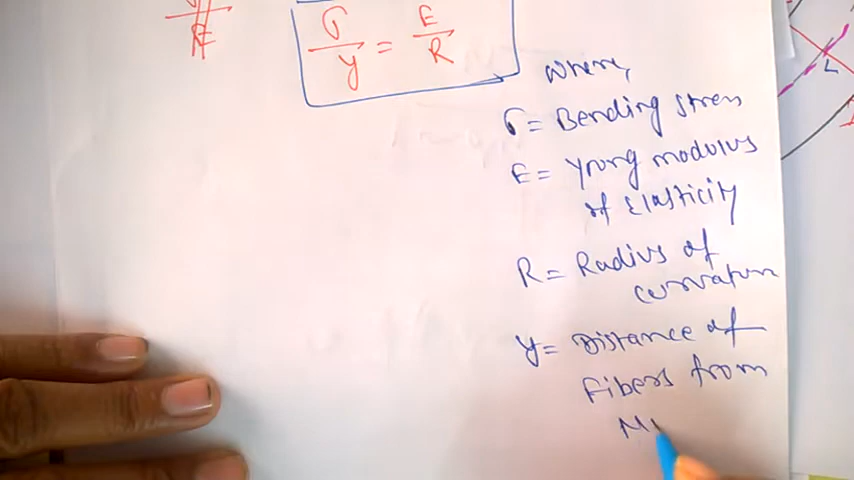 σ/y = E/R
where,
σ = Bending stress
E = Young modulus
of Elasticity
R = Radius of
curvature
y = Distance of
Fibers from
N